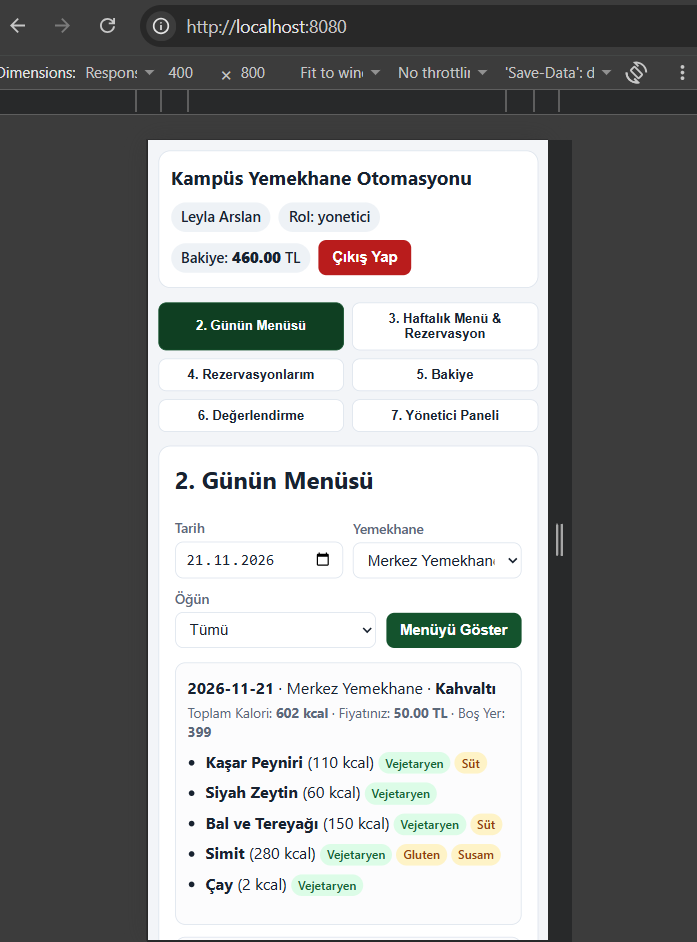 http://localhost:8080
Dimensions: Respons 400 × 800 Fit to win No throttlin 'Save-Data': d
Kampüs Yemekhane Otomasyonu
Leyla Arslan Rol: yonetici
Bakiye: 460.00 TL Çıkış Yap
2. Günün Menüsü
3. Haftalık Menü &
Rezervasyon
4. Rezervasyonlarım 5. Bakiye
6. Değerlendirme 7. Yönetici Paneli
2. Günün Menüsü
Tarih Yemekhane
21.11.2026 Merkez Yemekhane
Öğün
Tümü Menüyü Göster
2026-11-21 · Merkez Yemekhane · Kahvaltı
Toplam Kalori: 602 kcal · Fiyatınız: 50.00 TL · Boş Yer:
399
• Kaşar Peyniri (110 kcal) Vejetaryen Süt
• Siyah Zeytin (60 kcal) Vejetaryen
• Bal ve Tereyağı (150 kcal) Vejetaryen Süt
• Simit (280 kcal) Vejetaryen Gluten Susam
• Çay (2 kcal) Vejetaryen